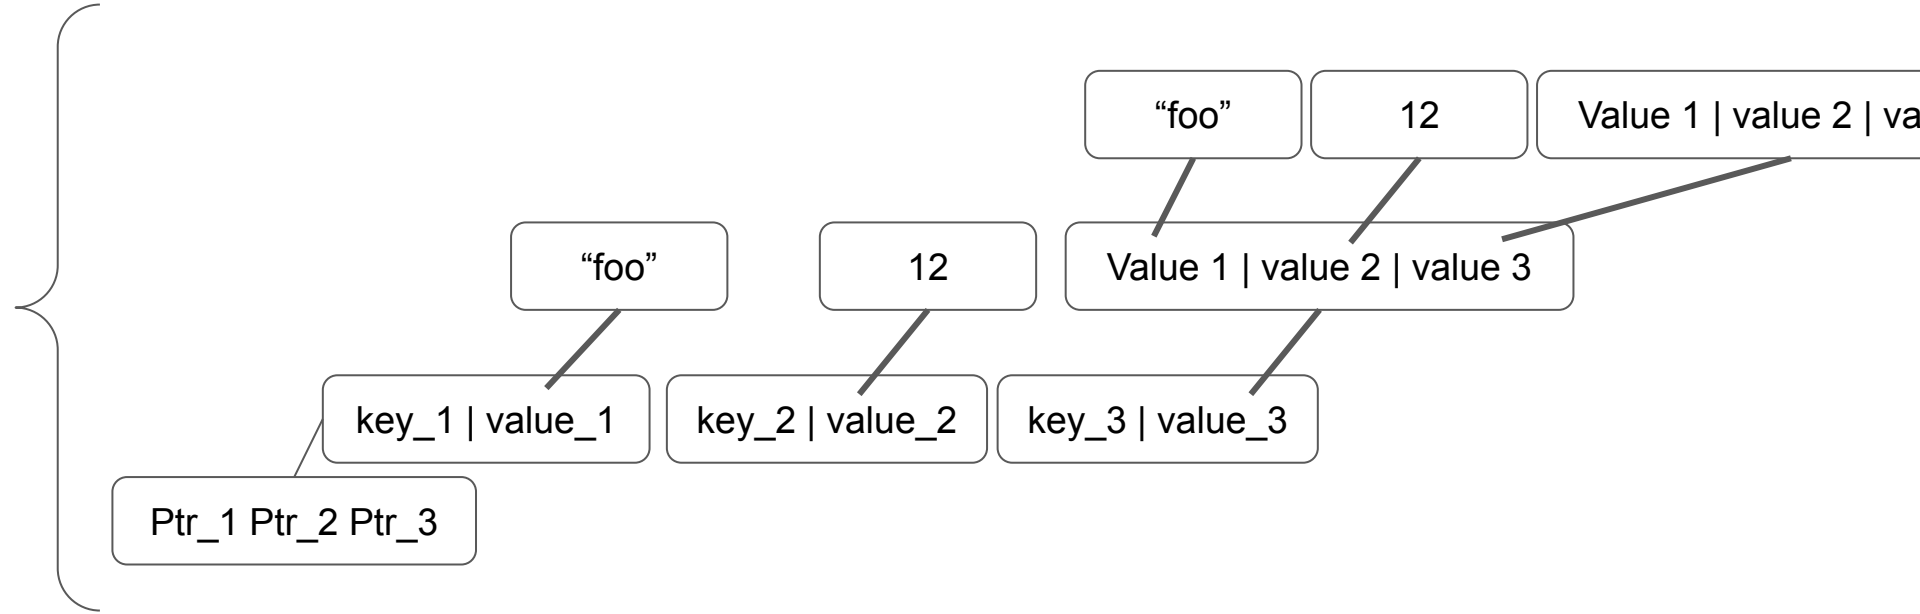 “foo” 12 Value 1 | value 2 | va
“foo” 12 Value 1 | value 2 | value 3
key_1 | value_1 key_2 | value_2 key_3 | value_3
Ptr_1 Ptr_2 Ptr_3